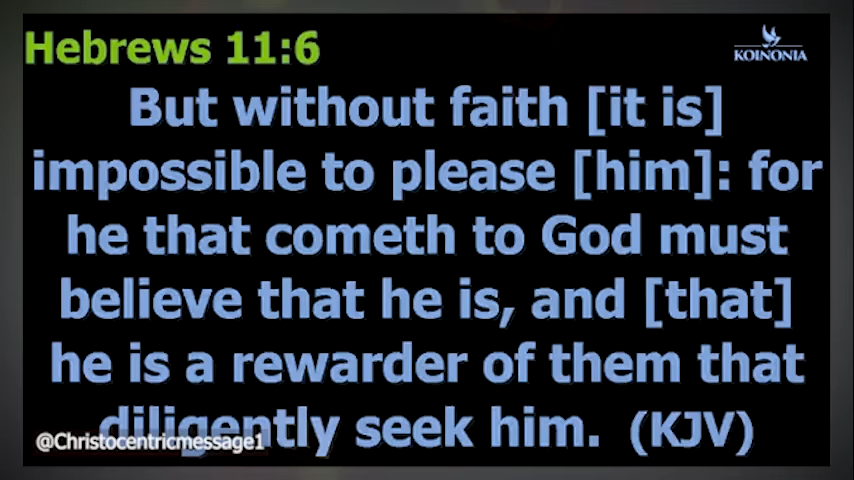 Hebrews 11:6
KOINONIA
But without faith [it is]
impossible to please [him]: for
he that cometh to God must
believe that he is, and [that]
he is a rewarder of them that
diligently seek him. (KJV)
@Christocentricmessage1